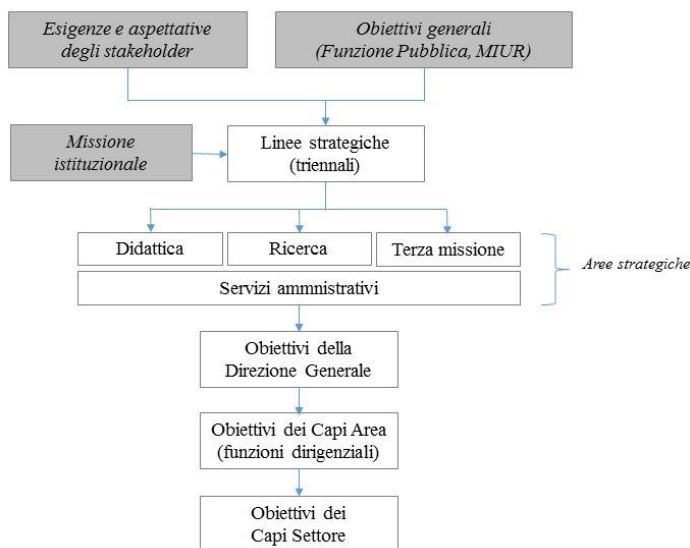 Esigenze e aspettative
degli stakeholder
Obiettivi generali
(Funzione Pubblica, MIUR)
Missione
istituzionale
Linee strategiche
(triennali)
Didattica
Ricerca
Terza missione
Servizi ammnistrativi
Aree strategiche
Obiettivi della
Direzione Generale
Obiettivi dei Capi Area
(funzioni dirigenziali)
Obiettivi dei
Capi Settore